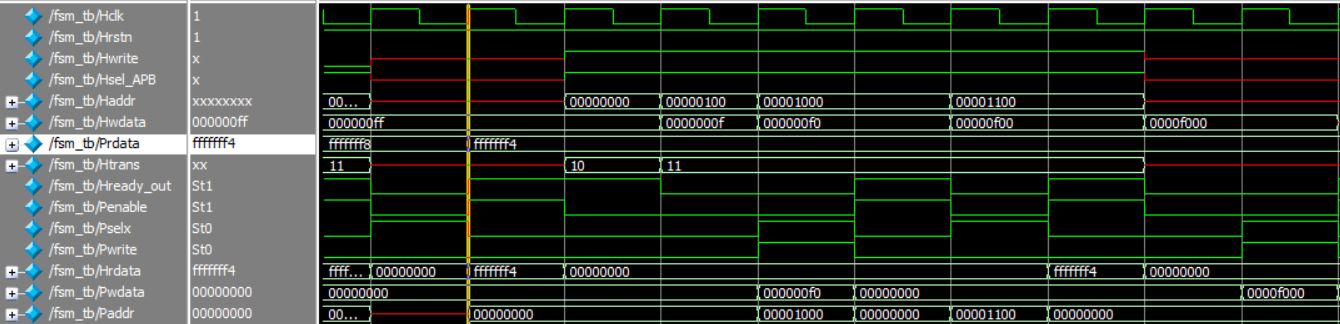 /fsm_tb/Hclk 1
/fsm_tb/Hrstn 1
/fsm_tb/Hwrite x
/fsm_tb/Hsel_APB x
/fsm_tb/Haddr xxxxxxxx 00... 00000000 00000100 00001000 00001100
/fsm_tb/Hwdata 000000ff 000000ff 0000000f 000000f0 00000f00 0000f000
/fsm_tb/Prdata fffffff4 fffffff8 fffffff4
/fsm_tb/Htrans xx 11 10 11
/fsm_tb/Hready_out St1
/fsm_tb/Penable St1
/fsm_tb/Pselx St0
/fsm_tb/Pwrite St0
/fsm_tb/Hrdata fffffff4 ffff... 00000000 fffffff4 00000000 fffffff4 00000000
/fsm_tb/Pwdata 00000000 00000000 000000f0 00000000 0000f000
/fsm_tb/Paddr 00000000 00... 00000000 00001000 00000000 00001100 00000000